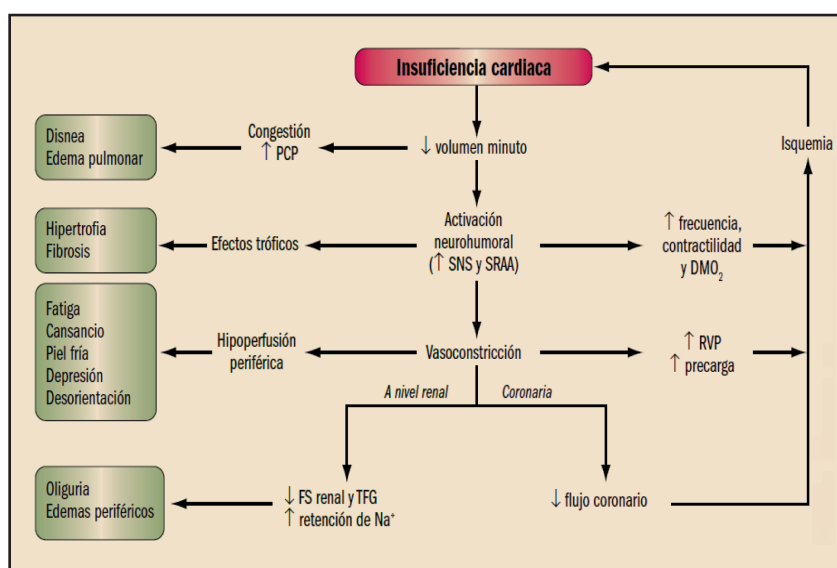 Insuficiencia cardiaca
Disnea
Edema pulmonar
Congestión
↑ PCP
↓ volumen minuto
Isquemia
Hipertrofia
Fibrosis
Efectos tróficos
Activación
neurohumoral
(↑ SNS y SRAA)
↑ frecuencia,
contractilidad
y DMO₂
Fatiga
Cansancio
Piel fría
Depresión
Desorientación
Hipoperfusión
periférica
Vasoconstricción
↑ RVP
↑ precarga
A nivel renal
Coronaria
Oliguria
Edemas periféricos
↓ FS renal y TFG
↑ retención de Na⁺
↓ flujo coronario